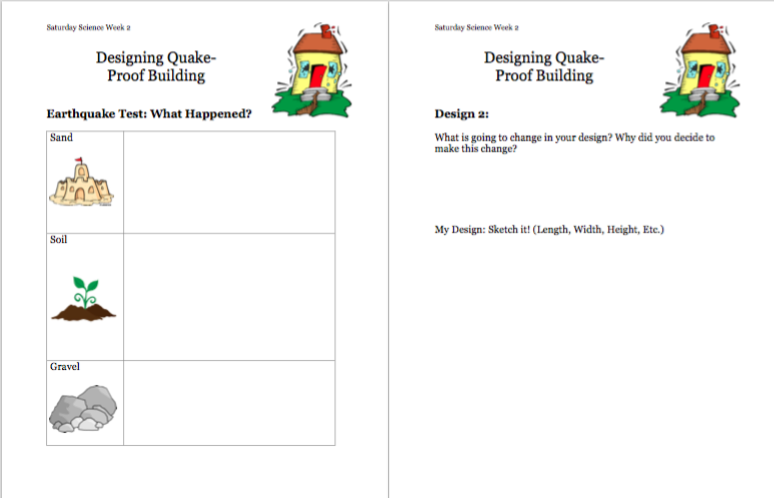 Saturday Science Week 2
Designing Quake-
Proof Building
Earthquake Test: What Happened?
Sand
Soil
Gravel
Saturday Science Week 2
Designing Quake-
Proof Building
Design 2:
What is going to change in your design? Why did you decide to
make this change?
My Design: Sketch it! (Length, Width, Height, Etc.)